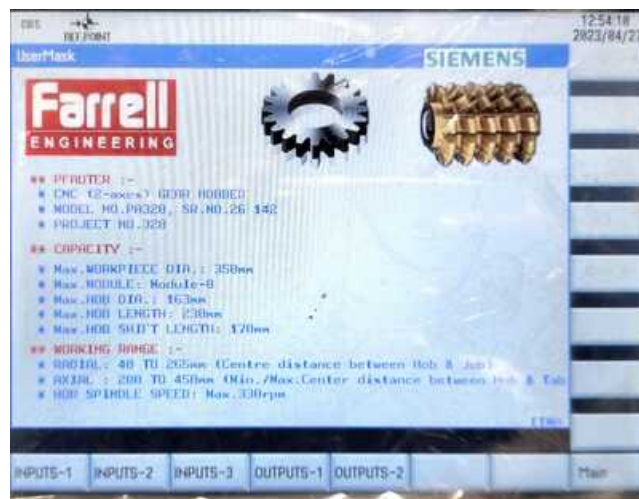 REF.POINT
12:54:18
2023/04/27
UserMask
SIEMENS
Farrell
ENGINEERING
** PFAUTER :-
* CNC (2-axes) GEAR HOBBER
* MODEL NO.PA320, SR.NO.26 142
* PROJECT NO.328
** CAPACITY :-
* Max.WORKPIECE DIA.: 350mm
* Max.MODULE: Module-8
* Max.HOB DIA.: 163mm
* Max.HOB LENGTH: 230mm
* Max.HOB SHIFT LENGTH: 170mm
** WORKING RANGE :-
* RADIAL: 40 TO 265mm (Centre distance between Hob & Job)
* AXIAL : 200 TO 450mm (Min./Max.Center distance between Hob & Tab
* HOB SPINDLE SPEED: Max.330rpm
INPUTS-1
INPUTS-2
INPUTS-3
OUTPUTS-1
OUTPUTS-2
Main